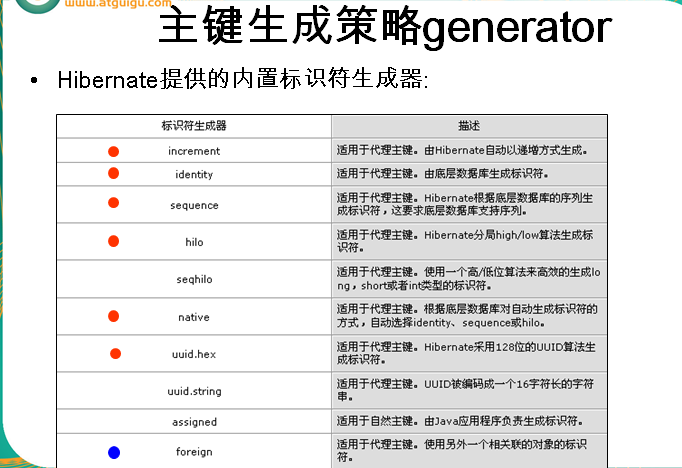 www.atguigu.com
主键生成策略generator
• Hibernate提供的内置标识符生成器:
标识符生成器 描述
increment 适用于代理主键。由Hibernate自动以递增方式生成。
identity 适用于代理主键。由底层数据库生成标识符。
sequence 适用于代理主键。Hibernate根据底层数据库的序列生
成标识符，这要求底层数据库支持序列。
hilo 适用于代理主键。Hibernate分局high/low算法生成标
识符。
seqhilo 适用于代理主键。使用一个高/低位算法来高效的生成lo
ng，short或者int类型的标识符。
native 适用于代理主键。根据底层数据库对自动生成标识符的
方式，自动选择identity、sequence或hilo。
uuid.hex 适用于代理主键。Hibernate采用128位的UUID算法生
成标识符。
uuid.string 适用于代理主键。UUID被编码成一个16字符长的字符
串。
assigned 适用于自然主键。由Java应用程序负责生成标识符。
foreign 适用于代理主键。使用另外一个相关联的对象的标识
符。